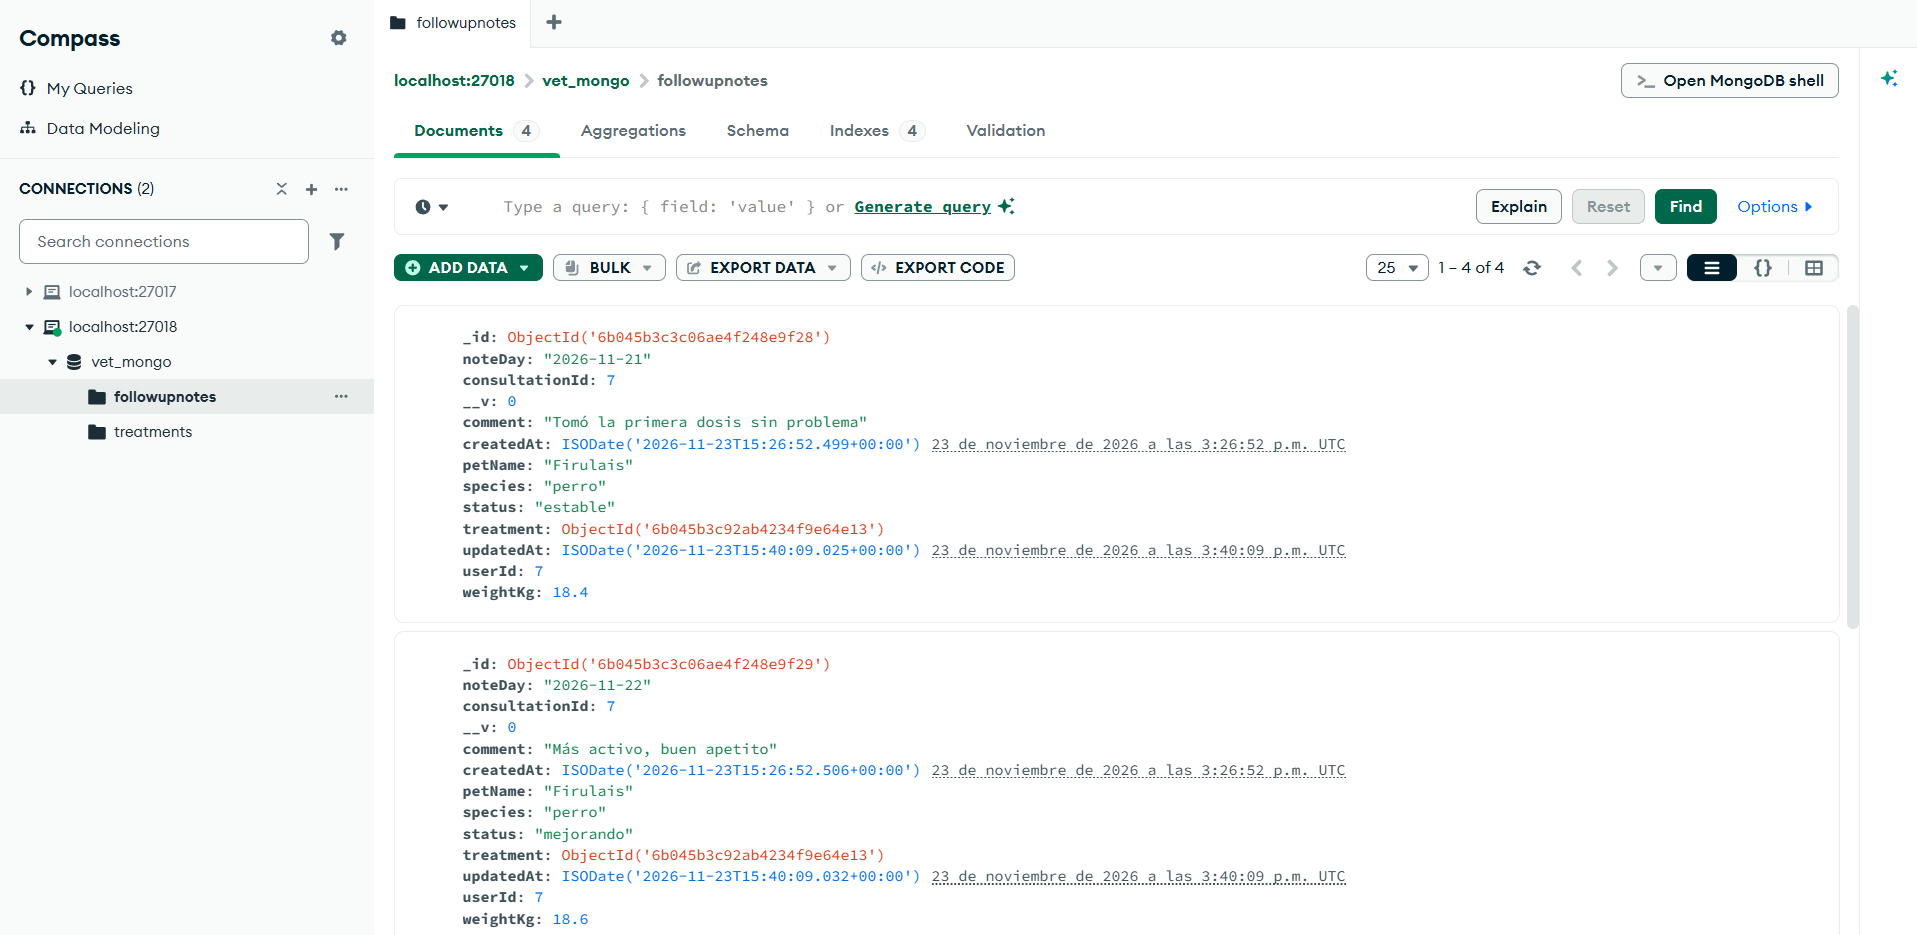 Compass
My Queries
Data Modeling
CONNECTIONS (2)
Search connections
localhost:27017
localhost:27018
vet_mongo
followupnotes
treatments
followupnotes
localhost:27018 > vet_mongo > followupnotes
>_ Open MongoDB shell
Documents 4 Aggregations Schema Indexes 4 Validation
Type a query: { field: 'value' } or Generate query
Explain Reset Find Options
ADD DATA BULK EXPORT DATA EXPORT CODE
25 1 – 4 of 4
_id: ObjectId('6b045b3c3c06ae4f248e9f28')
noteDay: "2026-11-21"
consultationId: 7
__v: 0
comment: "Tomó la primera dosis sin problema"
createdAt: ISODate('2026-11-23T15:26:52.499+00:00') 23 de noviembre de 2026 a las 3:26:52 p.m. UTC
petName: "Firulais"
species: "perro"
status: "estable"
treatment: ObjectId('6b045b3c92ab4234f9e64e13')
updatedAt: ISODate('2026-11-23T15:40:09.025+00:00') 23 de noviembre de 2026 a las 3:40:09 p.m. UTC
userId: 7
weightKg: 18.4
_id: ObjectId('6b045b3c3c06ae4f248e9f29')
noteDay: "2026-11-22"
consultationId: 7
__v: 0
comment: "Más activo, buen apetito"
createdAt: ISODate('2026-11-23T15:26:52.506+00:00') 23 de noviembre de 2026 a las 3:26:52 p.m. UTC
petName: "Firulais"
species: "perro"
status: "mejorando"
treatment: ObjectId('6b045b3c92ab4234f9e64e13')
updatedAt: ISODate('2026-11-23T15:40:09.032+00:00') 23 de noviembre de 2026 a las 3:40:09 p.m. UTC
userId: 7
weightKg: 18.6